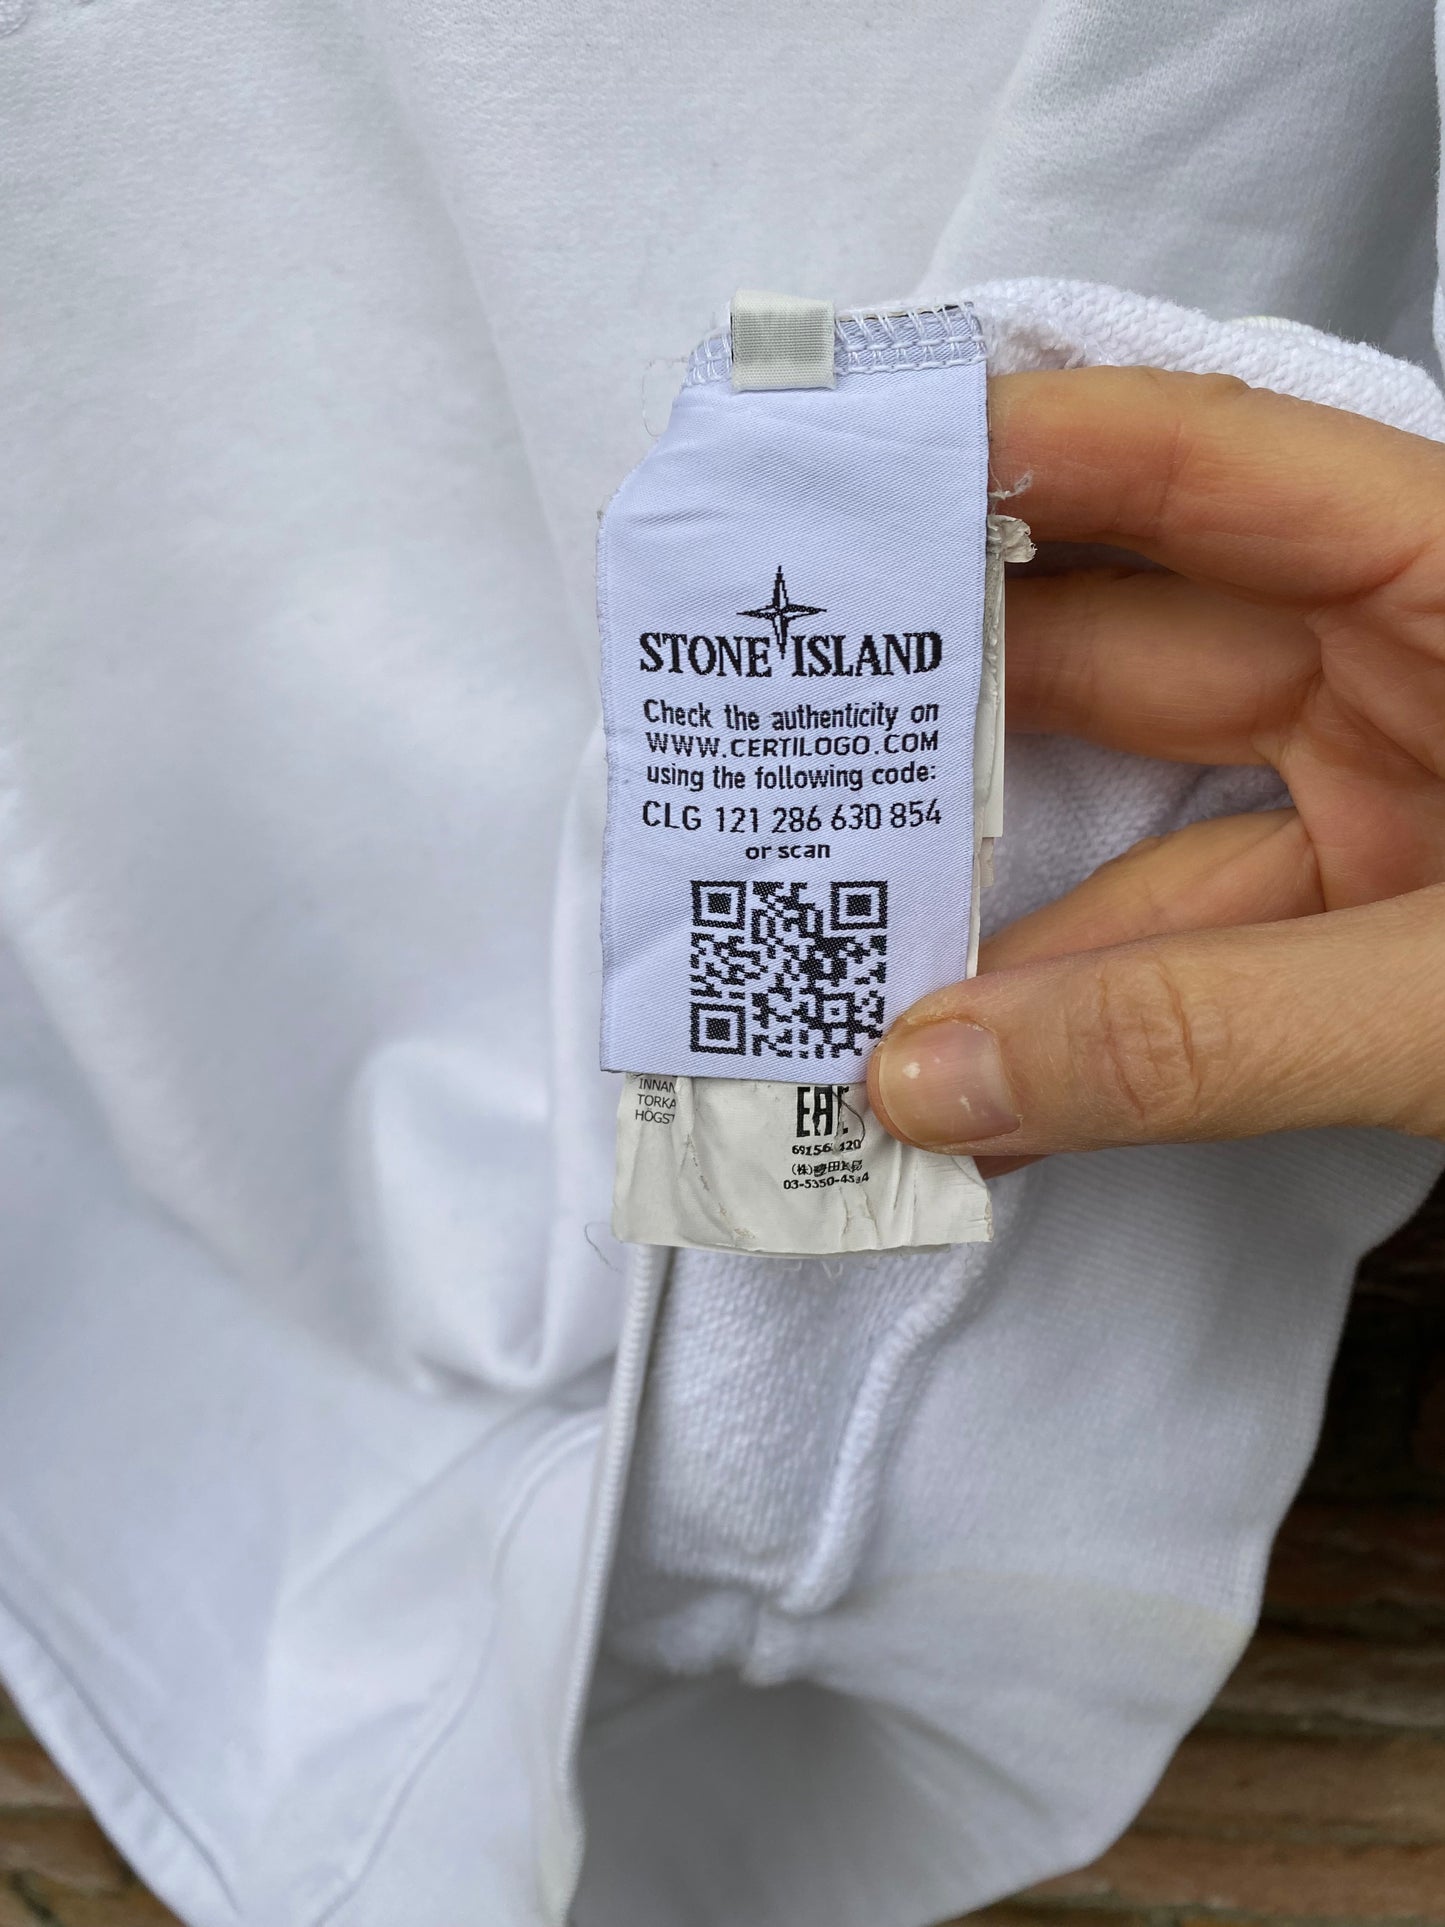 STONE ISLAND
Check the authenticity on
WWW.CERTILOGO.COM
using the following code:
CLG 121 286 630 854
or scan
INNAN
TORKA
HÖGST
EAC